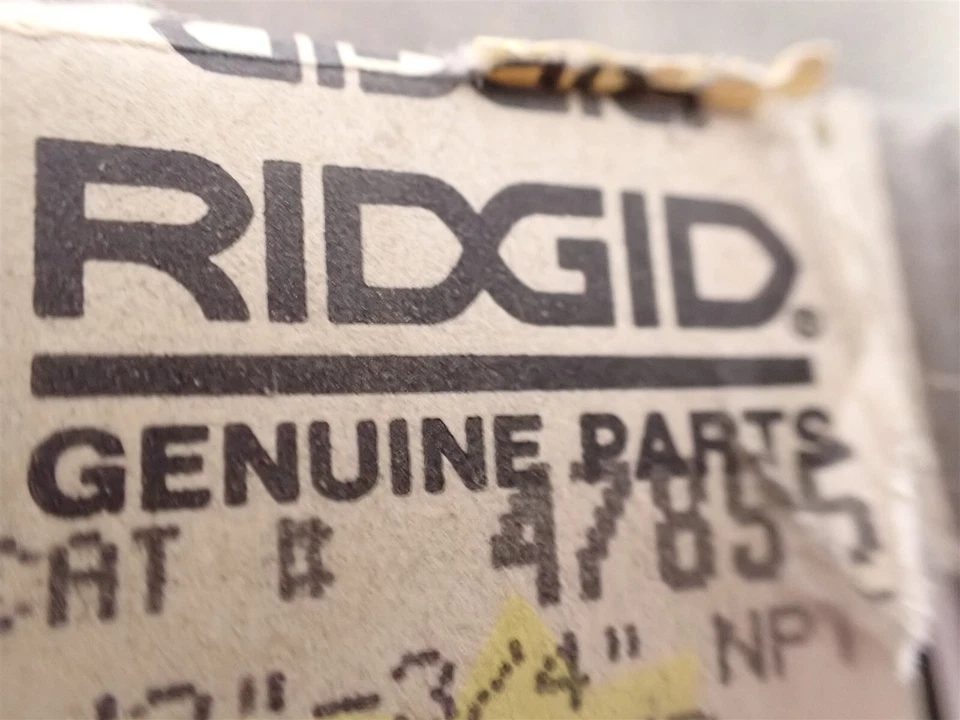 RIDGID®
GENUINE PARTS
CAT # 47855
NPT